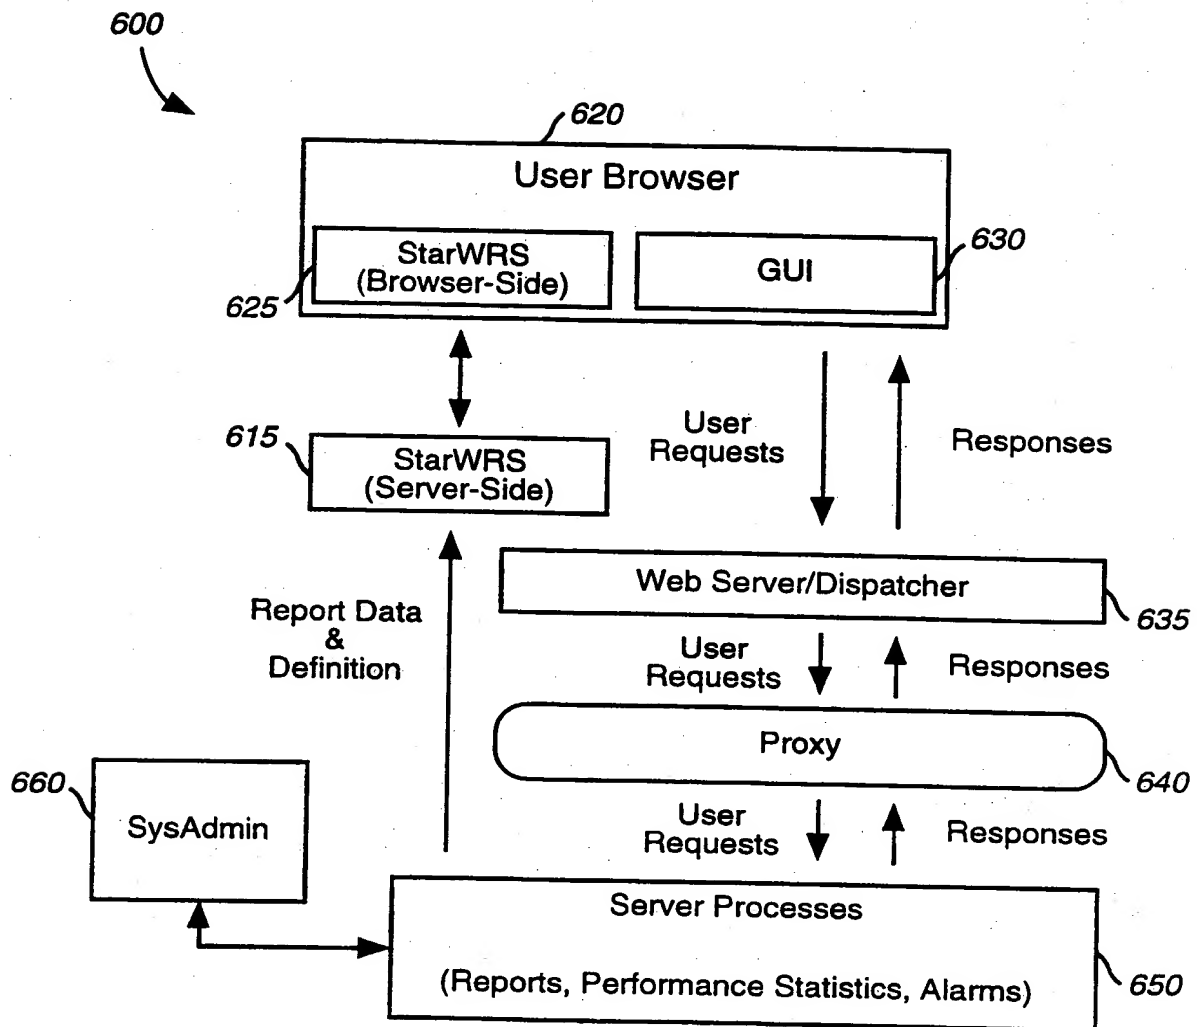 600
620
User Browser
StarWRS
(Browser-Side)
GUI
630
625
615
StarWRS
(Server-Side)
User
Requests
Responses
Web Server/Dispatcher
635
Report Data
&
Definition
User
Requests
Responses
Proxy
640
660
SysAdmin
User
Requests
Responses
Server Processes
(Reports, Performance Statistics, Alarms)
650